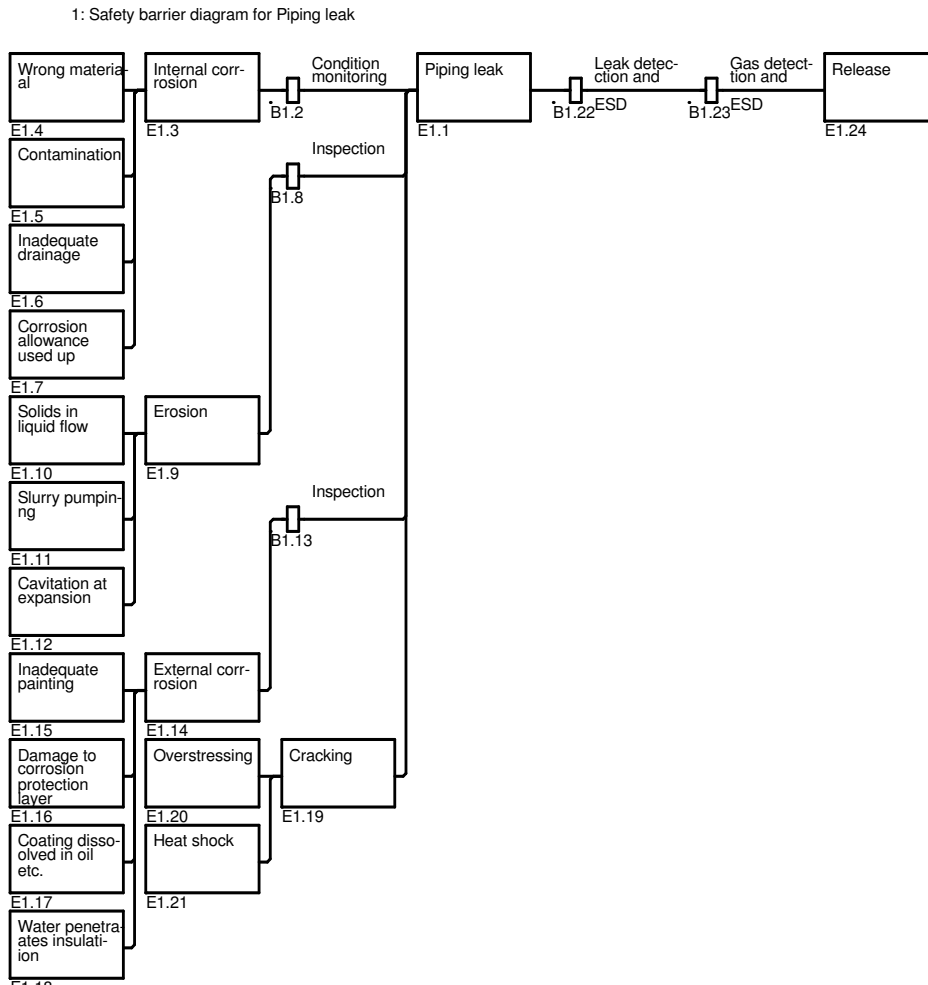 1: Safety barrier diagram for Piping leak
Wrong materia-
al
E1.4
Internal corr-
rosion
E1.3
Condition
monitoring
B1.2
Piping leak
E1.1
Leak detec-
ction and
ESD
B1.22
Gas detect-
tion and
ESD
B1.23
Release
E1.24
Contamination
E1.5
Inspection
B1.8
Inadequate
drainage
E1.6
Corrosion
allowance
used up
E1.7
Solids in
liquid flow
E1.10
Erosion
E1.9
Slurry pumpin-
ng
E1.11
Inspection
B1.13
Cavitation at
expansion
E1.12
Inadequate
painting
E1.15
External corr-
rosion
E1.14
Damage to
corrosion
protection
layer
E1.16
Overstressing
E1.20
Cracking
E1.19
Coating disso-
olved in oil
etc.
E1.17
Heat shock
E1.21
Water penetra-
ates insulati-
ion